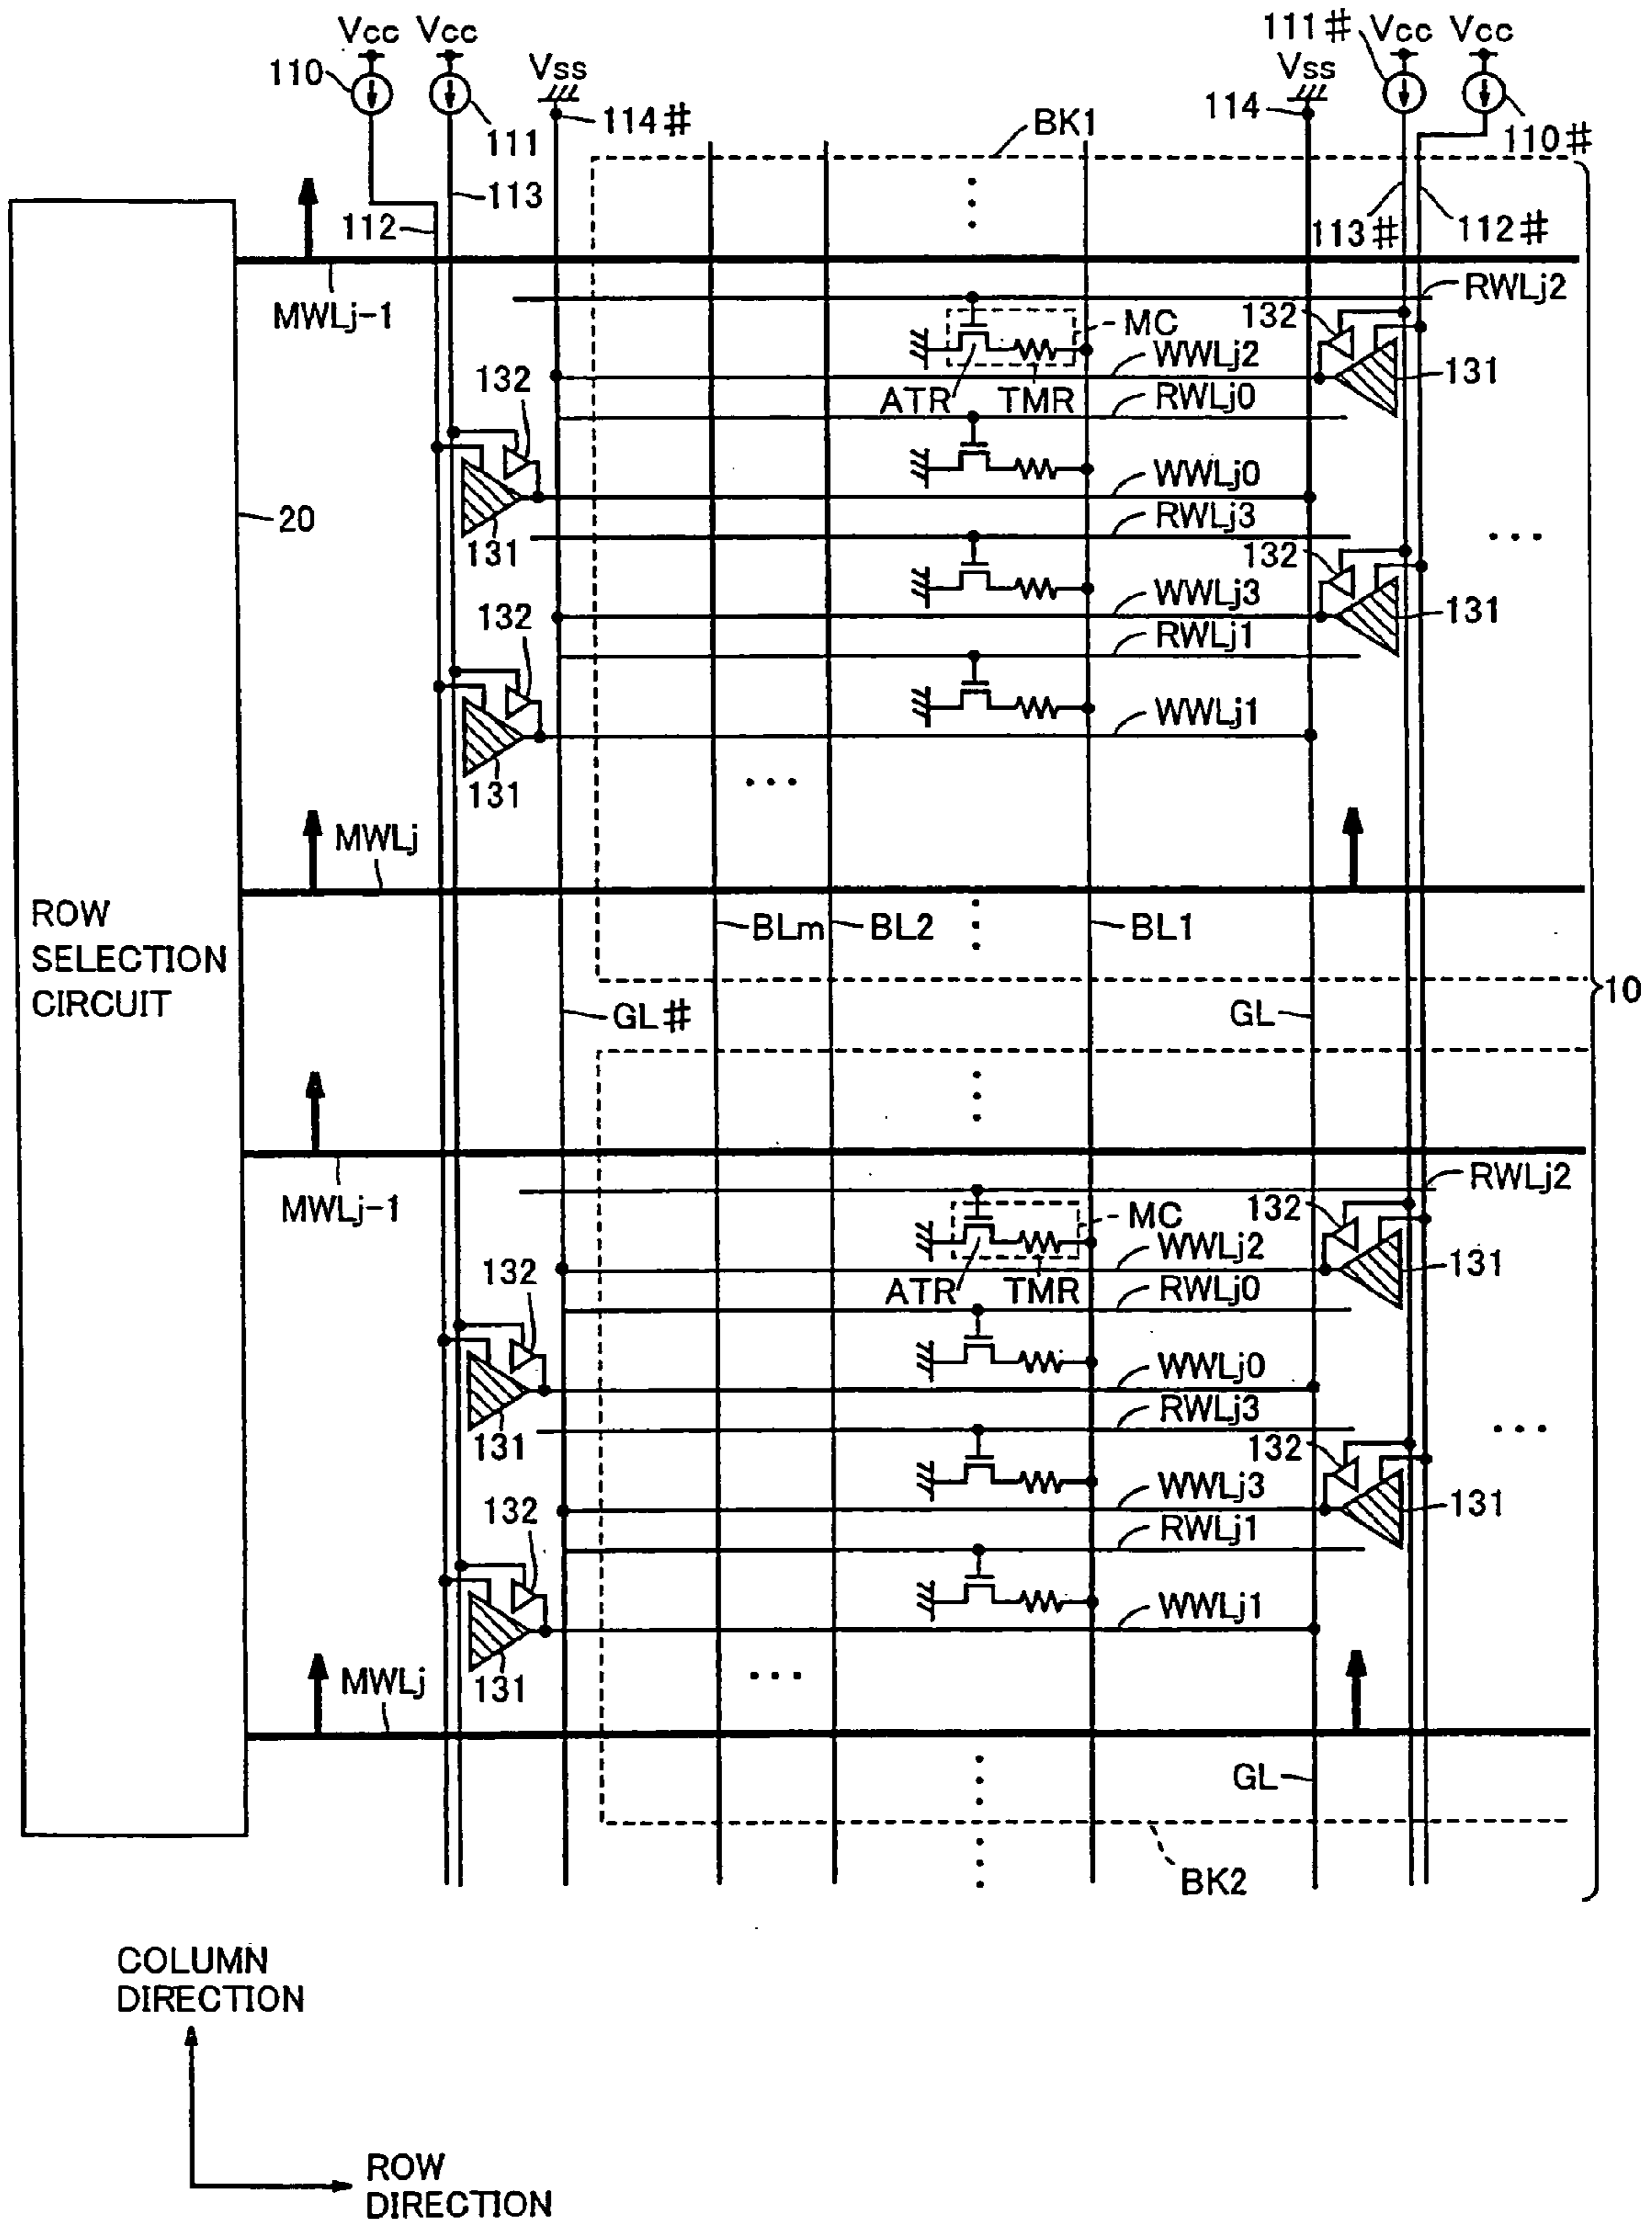 Vcc Vcc
111# Vcc Vcc
110
Vss
Vss
111
114#
BK1
114
110#
113
112
113#
112#
MWLj-1
RWLj2
132
MC
WWLj2
131
132
ATR
TMR
RWLj0
WWLj0
20
131
RWLj3
...
132
132
WWLj3
131
RWLj1
WWLj1
131
...
MWLj
ROW
SELECTION
CIRCUIT
BLm
BL2
BL1
10
GL#
GL
MWLj-1
RWLj2
132
MC
WWLj2
131
132
ATR
TMR
RWLj0
WWLj0
131
RWLj3
...
132
132
WWLj3
131
RWLj1
WWLj1
131
...
MWLj
GL
BK2
COLUMN
DIRECTION
ROW
DIRECTION